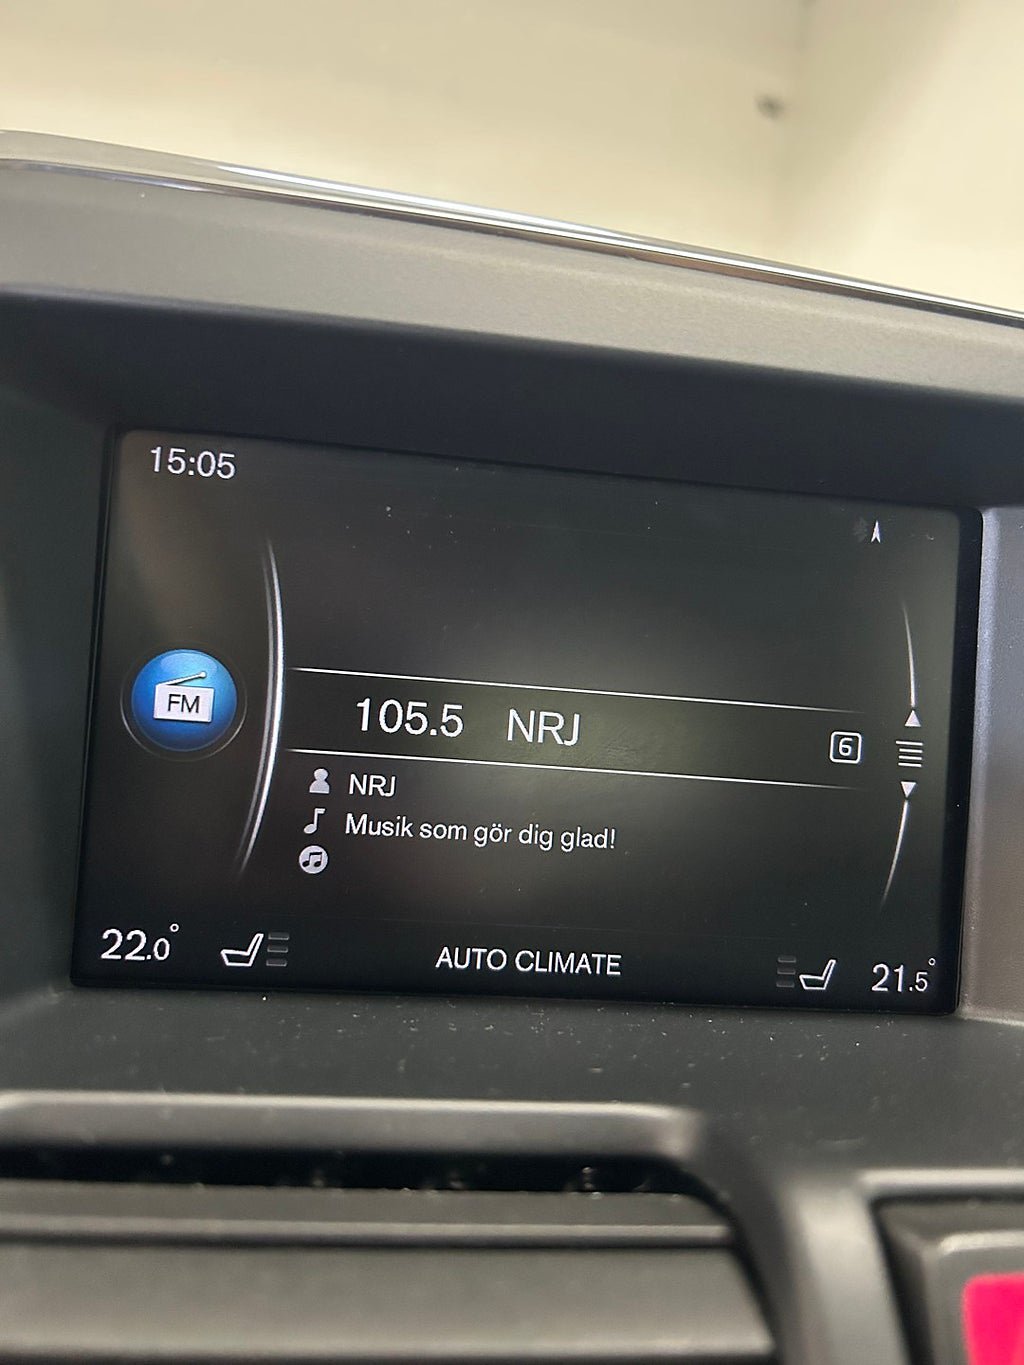 15:05
FM
105.5 NRJ
6
NRJ
Musik som gör dig glad!
22.0° AUTO CLIMATE 21.5°